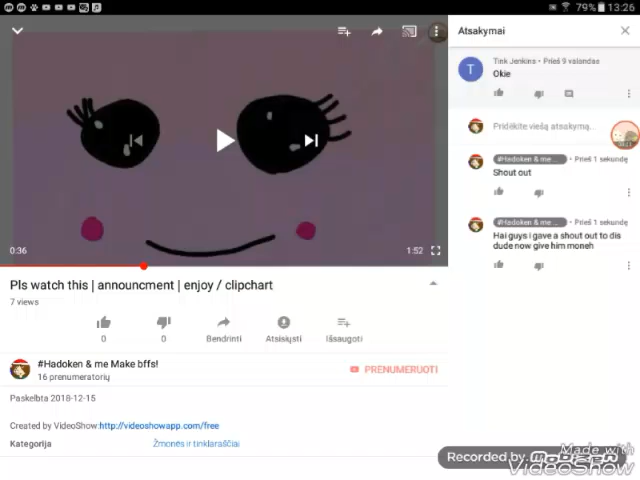 79% 13:26
Atsakymai
T
Tink Jenkins • Prieš 9 valandas
Okie
Pridėkite viešą atsakymą...
#Hadoken & me ... • Prieš 1 sekundę
Shout out
#Hadoken & me ... • Prieš 1 sekundę
Hai guys i gave a shout out to dis
dude now give him moneh
0:36
1:52
Pls watch this | announcment | enjoy / clipchart
7 views
0
0
Bendrinti
Atsisiųsti
Išsaugoti
#Hadoken & me Make bffs!
16 prenumeratorių
PRENUMERUOTI
Paskelbta 2018-12-15
Created by VideoShow:http://videoshowapp.com/free
Kategorija
Žmonės ir tinklaraščiai
Recorded by
Made with
VideoShow